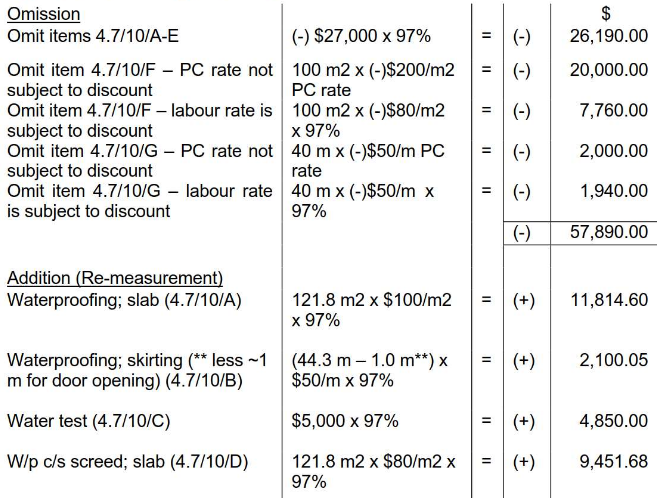 Omission $
Omit items 4.7/10/A-E (-) $27,000 x 97% = (-) 26,190.00
Omit item 4.7/10/F – PC rate not 100 m2 x (-)$200/m2 = (-) 20,000.00
subject to discount PC rate
Omit item 4.7/10/F – labour rate is 100 m2 x (-)$80/m2 = (-) 7,760.00
subject to discount x 97%
Omit item 4.7/10/G – PC rate not 40 m x (-)$50/m PC = (-) 2,000.00
subject to discount rate
Omit item 4.7/10/G – labour rate 40 m x (-)$50/m x = (-) 1,940.00
is subject to discount 97%
(-) 57,890.00
Addition (Re-measurement)
Waterproofing; slab (4.7/10/A) 121.8 m2 x $100/m2 = (+) 11,814.60
x 97%
Waterproofing; skirting (** less ~1 (44.3 m – 1.0 m**) x = (+) 2,100.05
m for door opening) (4.7/10/B) $50/m x 97%
Water test (4.7/10/C) $5,000 x 97% = (+) 4,850.00
W/p c/s screed; slab (4.7/10/D) 121.8 m2 x $80/m2 x = (+) 9,451.68
97%